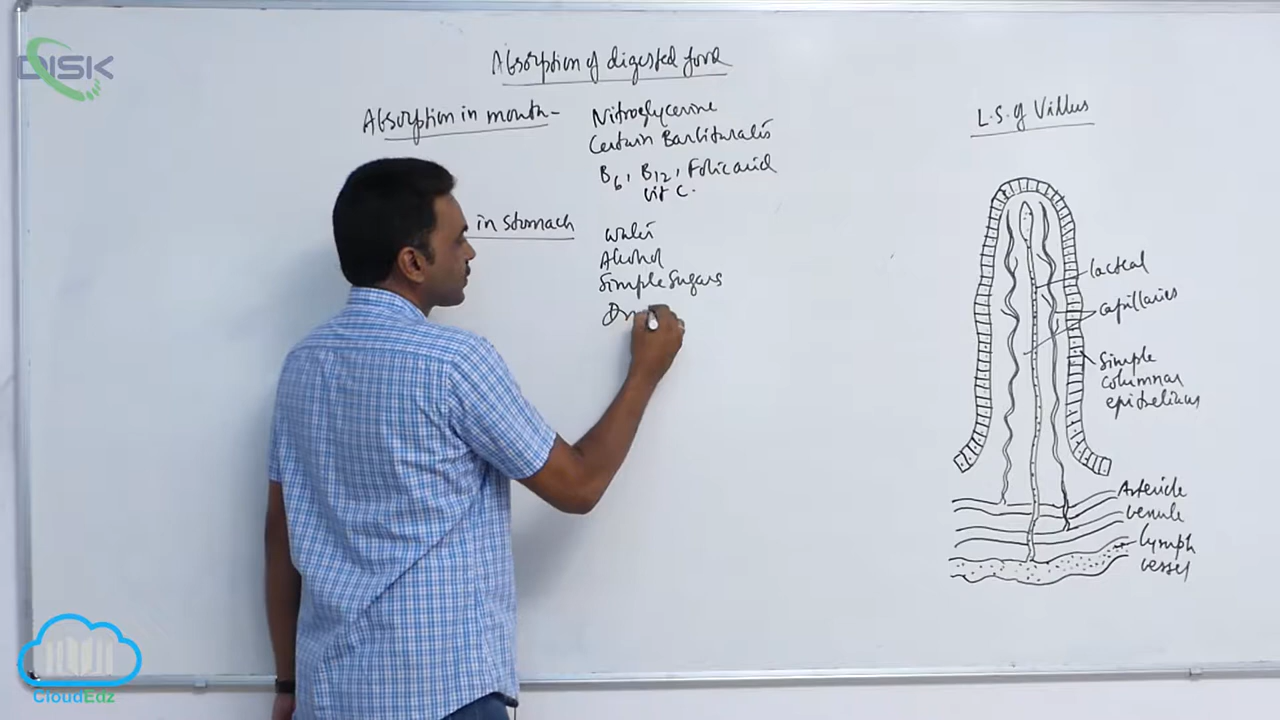 DISK
Absorption of digested food
Absorption in mouth- Nitroglycerine
Certain Barbiturates
B6, B12, Folic acid
Vit C.
in stomach
Water
Alcohol
Simple Sugars
L.S. of Villus
lacteal
capillaries
Simple
columnar
epithelium
Arteriole
venule
lymph
vessel
CloudEdz